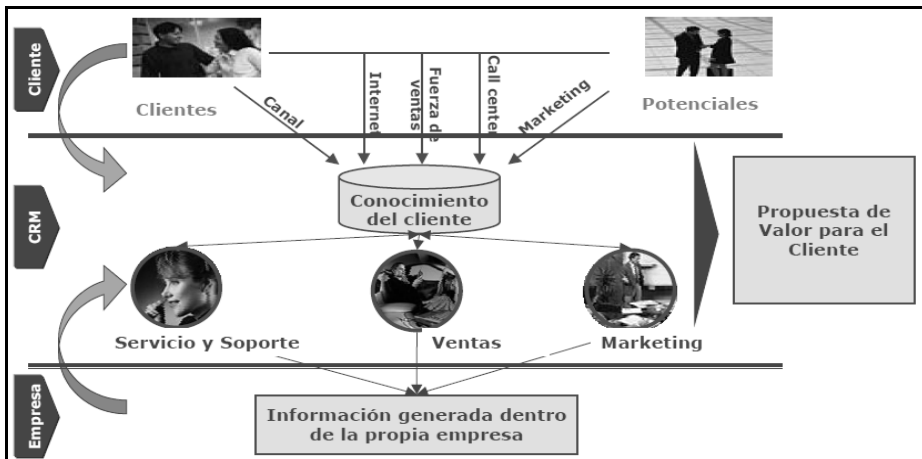 Cliente
Clientes
Canal
Internet
Fuerza de
ventas
Call center
Marketing
Potenciales
CRM
Conocimiento
del cliente
Propuesta de
Valor para el
Cliente
Servicio y Soporte
Ventas
Marketing
Empresa
Información generada dentro
de la propia empresa